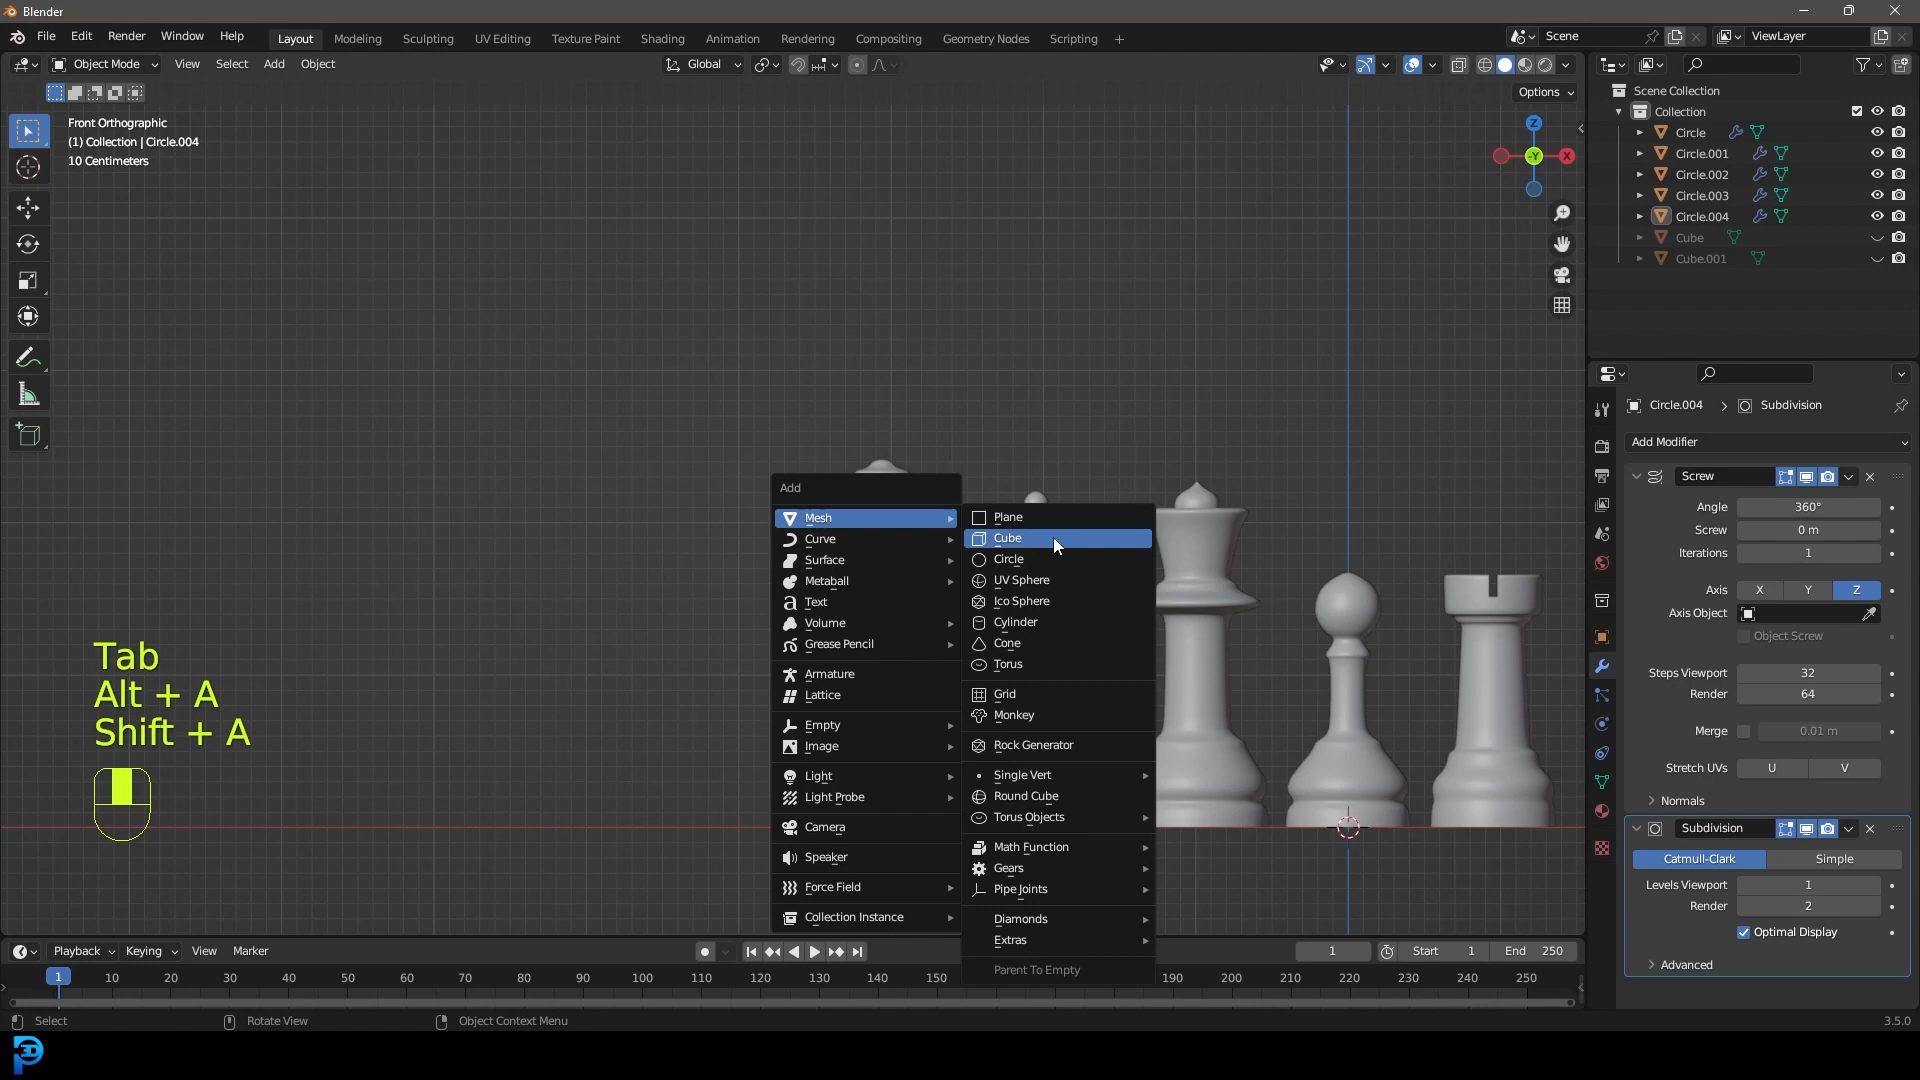 Blender
File Edit Render Window Help Layout Modeling Sculpting UV Editing Texture Paint Shading Animation Rendering Compositing Geometry Nodes Scripting + Scene ViewLayer
Object Mode View Select Add Object Global
Options
Front Orthographic
(1) Collection | Circle.004
10 Centimeters
Z
-Y X
Scene Collection
Collection
Circle
Circle.001
Circle.002
Circle.003
Circle.004
Cube
Cube.001
Circle.004 > Subdivision
Add Modifier
Screw
Angle 360°
Screw 0 m
Iterations 1
Axis X Y Z
Axis Object
Object Screw
Steps Viewport 32
Render 64
Merge 0.01 m
Stretch UVs U V
Normals
Subdivision
Catmull-Clark Simple
Levels Viewport 1
Render 2
Optimal Display
Advanced
Add
Mesh
Curve
Surface
Metaball
Text
Volume
Grease Pencil
Armature
Lattice
Empty
Image
Light
Light Probe
Camera
Speaker
Force Field
Collection Instance
Plane
Cube
Circle
UV Sphere
Ico Sphere
Cylinder
Cone
Torus
Grid
Monkey
Rock Generator
Single Vert
Round Cube
Torus Objects
Math Function
Gears
Pipe Joints
Diamonds
Extras
Parent To Empty
Tab
Alt + A
Shift + A
Playback Keying View Marker 1 Start 1 End 250
1 10 20 30 40 50 60 70 80 90 100 110 120 130 140 150 190 200 210 220 230 240 250
Select Rotate View Object Context Menu 3.5.0
3D